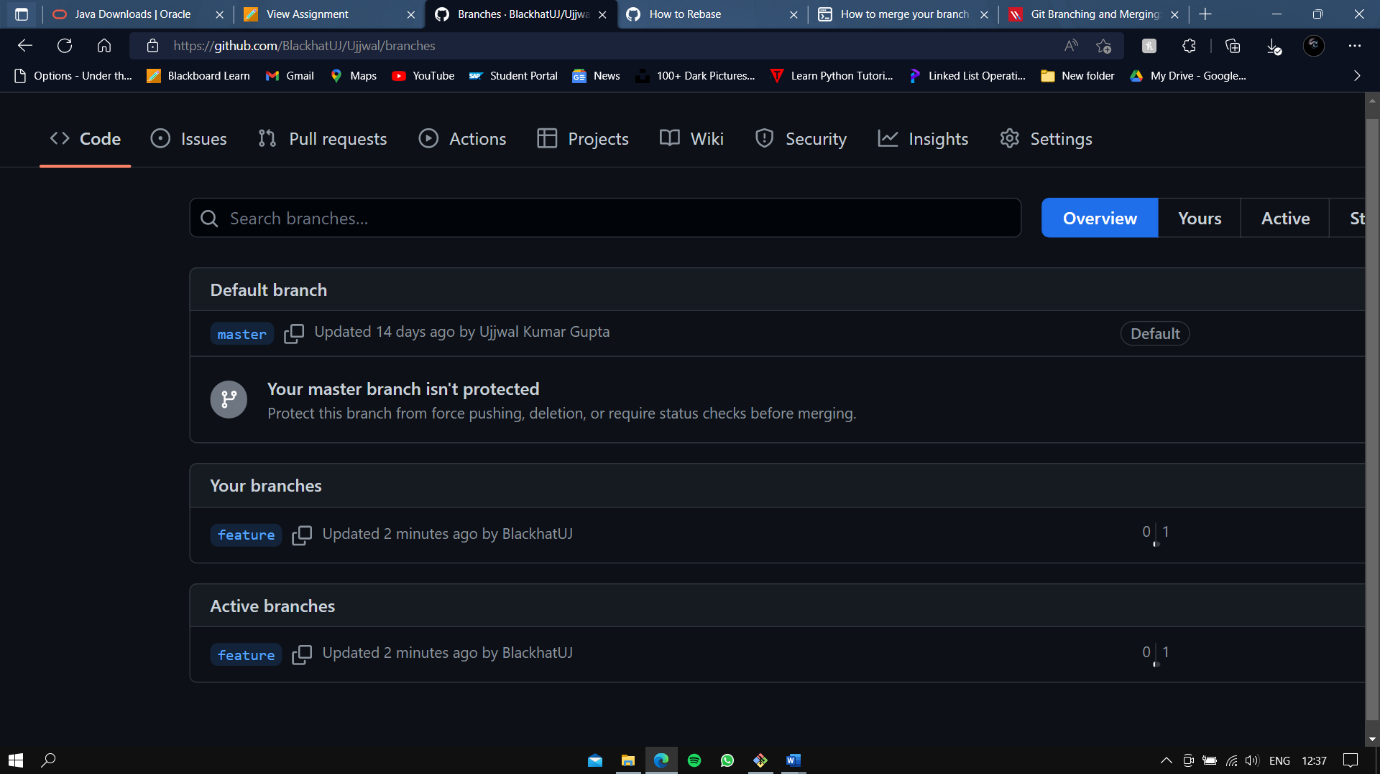 Java Downloads | Oracle
View Assignment
Branches · BlackhatUJ/Ujjwa
How to Rebase
How to merge your branch
Git Branching and Merging
https://github.com/BlackhatUJ/Ujjwal/branches
Options - Under th...
Blackboard Learn
Gmail
Maps
YouTube
SAP Student Portal
News
100+ Dark Pictures...
Learn Python Tutori...
Linked List Operati...
New folder
My Drive - Google...
Code
Issues
Pull requests
Actions
Projects
Wiki
Security
Insights
Settings
Search branches...
Overview
Yours
Active
St
Default branch
master
Updated 14 days ago by Ujjwal Kumar Gupta
Default
Your master branch isn't protected
Protect this branch from force pushing, deletion, or require status checks before merging.
Your branches
feature
Updated 2 minutes ago by BlackhatUJ
0 1
Active branches
feature
Updated 2 minutes ago by BlackhatUJ
0 1
ENG
12:37